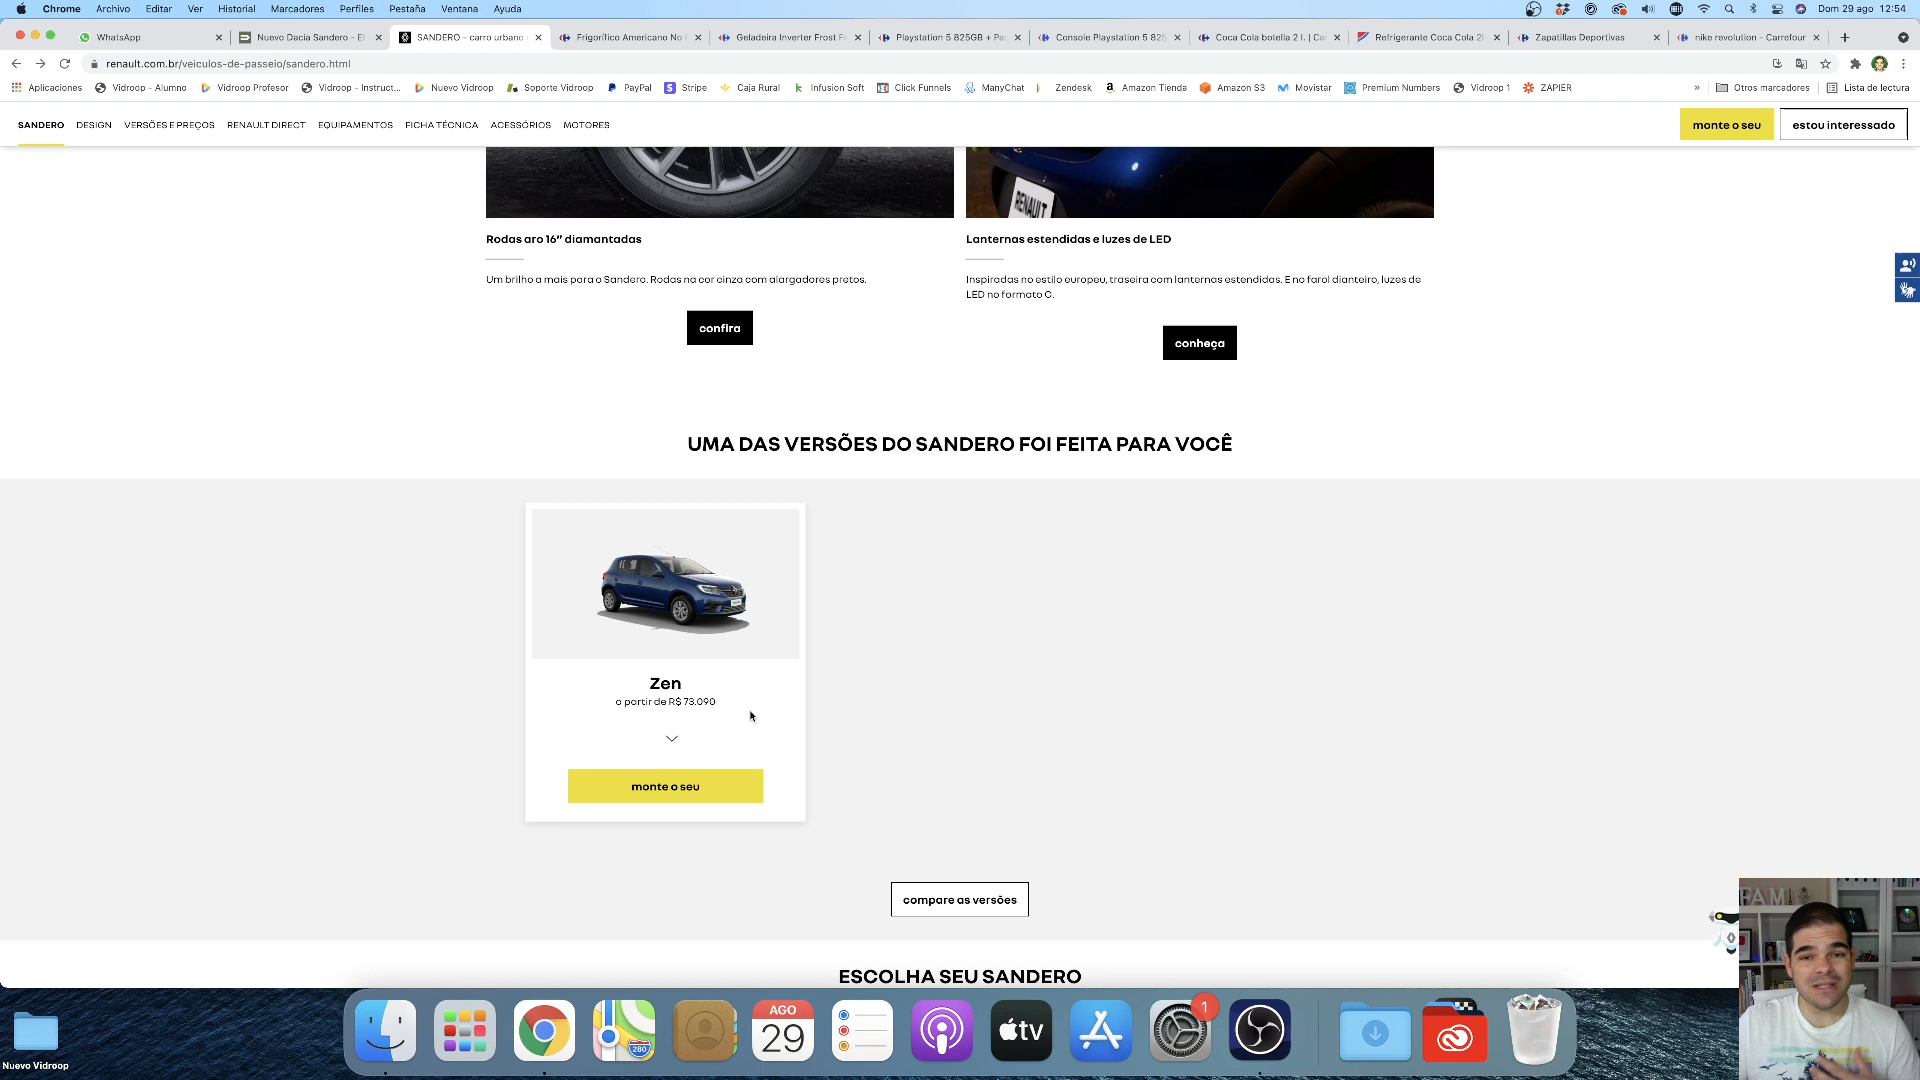 Chrome Archivo Editar Ver Historial Marcadores Perfiles Pestaña Ventana Ayuda
Dom 29 ago 12:54
WhatsApp
Nuevo Dacia Sandero - El
SANDERO - carro urbano
Frigorífico Americano No F
Geladeira Inverter Frost F
Playstation 5 825GB + Pa
Console Playstation 5 825
Coca Cola botella 2 l. | Ca
Refrigerante Coca Cola 2l
Zapatillas Deportivas
nike revolution - Carrefour
renault.com.br/veiculos-de-passeio/sandero.html
Aplicaciones Vidroop - Alumno Vidroop Profesor Vidroop - Instruct... Nuevo Vidroop Soporte Vidroop PayPal Stripe Caja Rural Infusion Soft Click Funnels ManyChat Zendesk Amazon Tienda Amazon S3 Movistar Premium Numbers Vidroop 1 ZAPIER » Otros marcadores Lista de lectura
SANDERO DESIGN VERSÕES E PREÇOS RENAULT DIRECT EQUIPAMENTOS FICHA TÉCNICA ACESSÓRIOS MOTORES
monte o seu
estou interessado
RENAULT
Rodas aro 16” diamantadas
Um brilho a mais para o Sandero. Rodas na cor cinza com alargadores pretos.
confira
Lanternas estendidas e luzes de LED
Inspiradas no estilo europeu, traseira com lanternas estendidas. E no farol dianteiro, luzes de
LED no formato C.
conheça
UMA DAS VERSÕES DO SANDERO FOI FEITA PARA VOCÊ
Zen
a partir de R$ 73.090
monte o seu
compare as versões
ESCOLHA SEU SANDERO
FAM
280
AGO
29
tv
1
Nuevo Vidroop